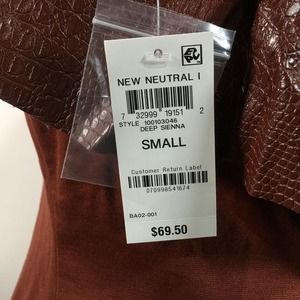 NEW NEUTRAL I
7 32999 19151 2
STYLE 100103046
DEEP SIENNA
SMALL
Customer Return Label
070998541674
BA02-001
$69.50